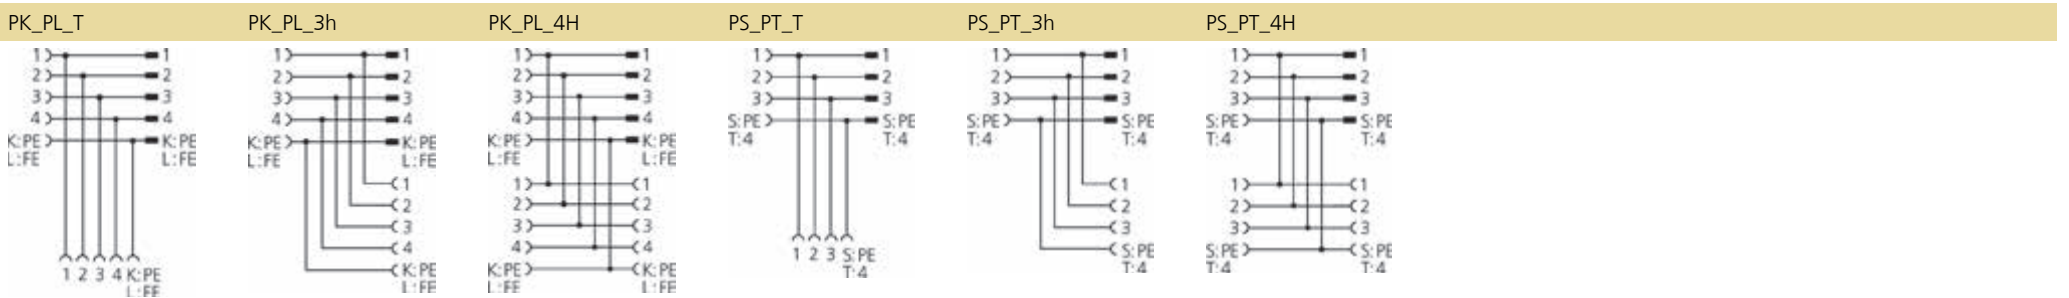 PK_PL_T PK_PL_3h PK_PL_4H PS_PT_T PS_PT_3h PS_PT_4H
1 1
2 2
3 3
4 4
K:PE K:PE
L:FE L:FE
1 2 3 4 K:PE
L:FE
1 1
2 2
3 3
4 4
K:PE K:PE
L:FE L:FE
1
2
3
4
K:PE
L:FE
1 1
2 2
3 3
4 4
K:PE K:PE
L:FE L:FE
1 1
2 2
3 3
4 4
K:PE K:PE
L:FE L:FE
1 1
2 2
3 3
S:PE S:PE
T:4 T:4
1 2 3 S:PE
T:4
1 1
2 2
3 3
S:PE S:PE
T:4 T:4
1
2
3
S:PE
T:4
1 1
2 2
3 3
S:PE S:PE
T:4 T:4
1 1
2 2
3 3
S:PE S:PE
T:4 T:4